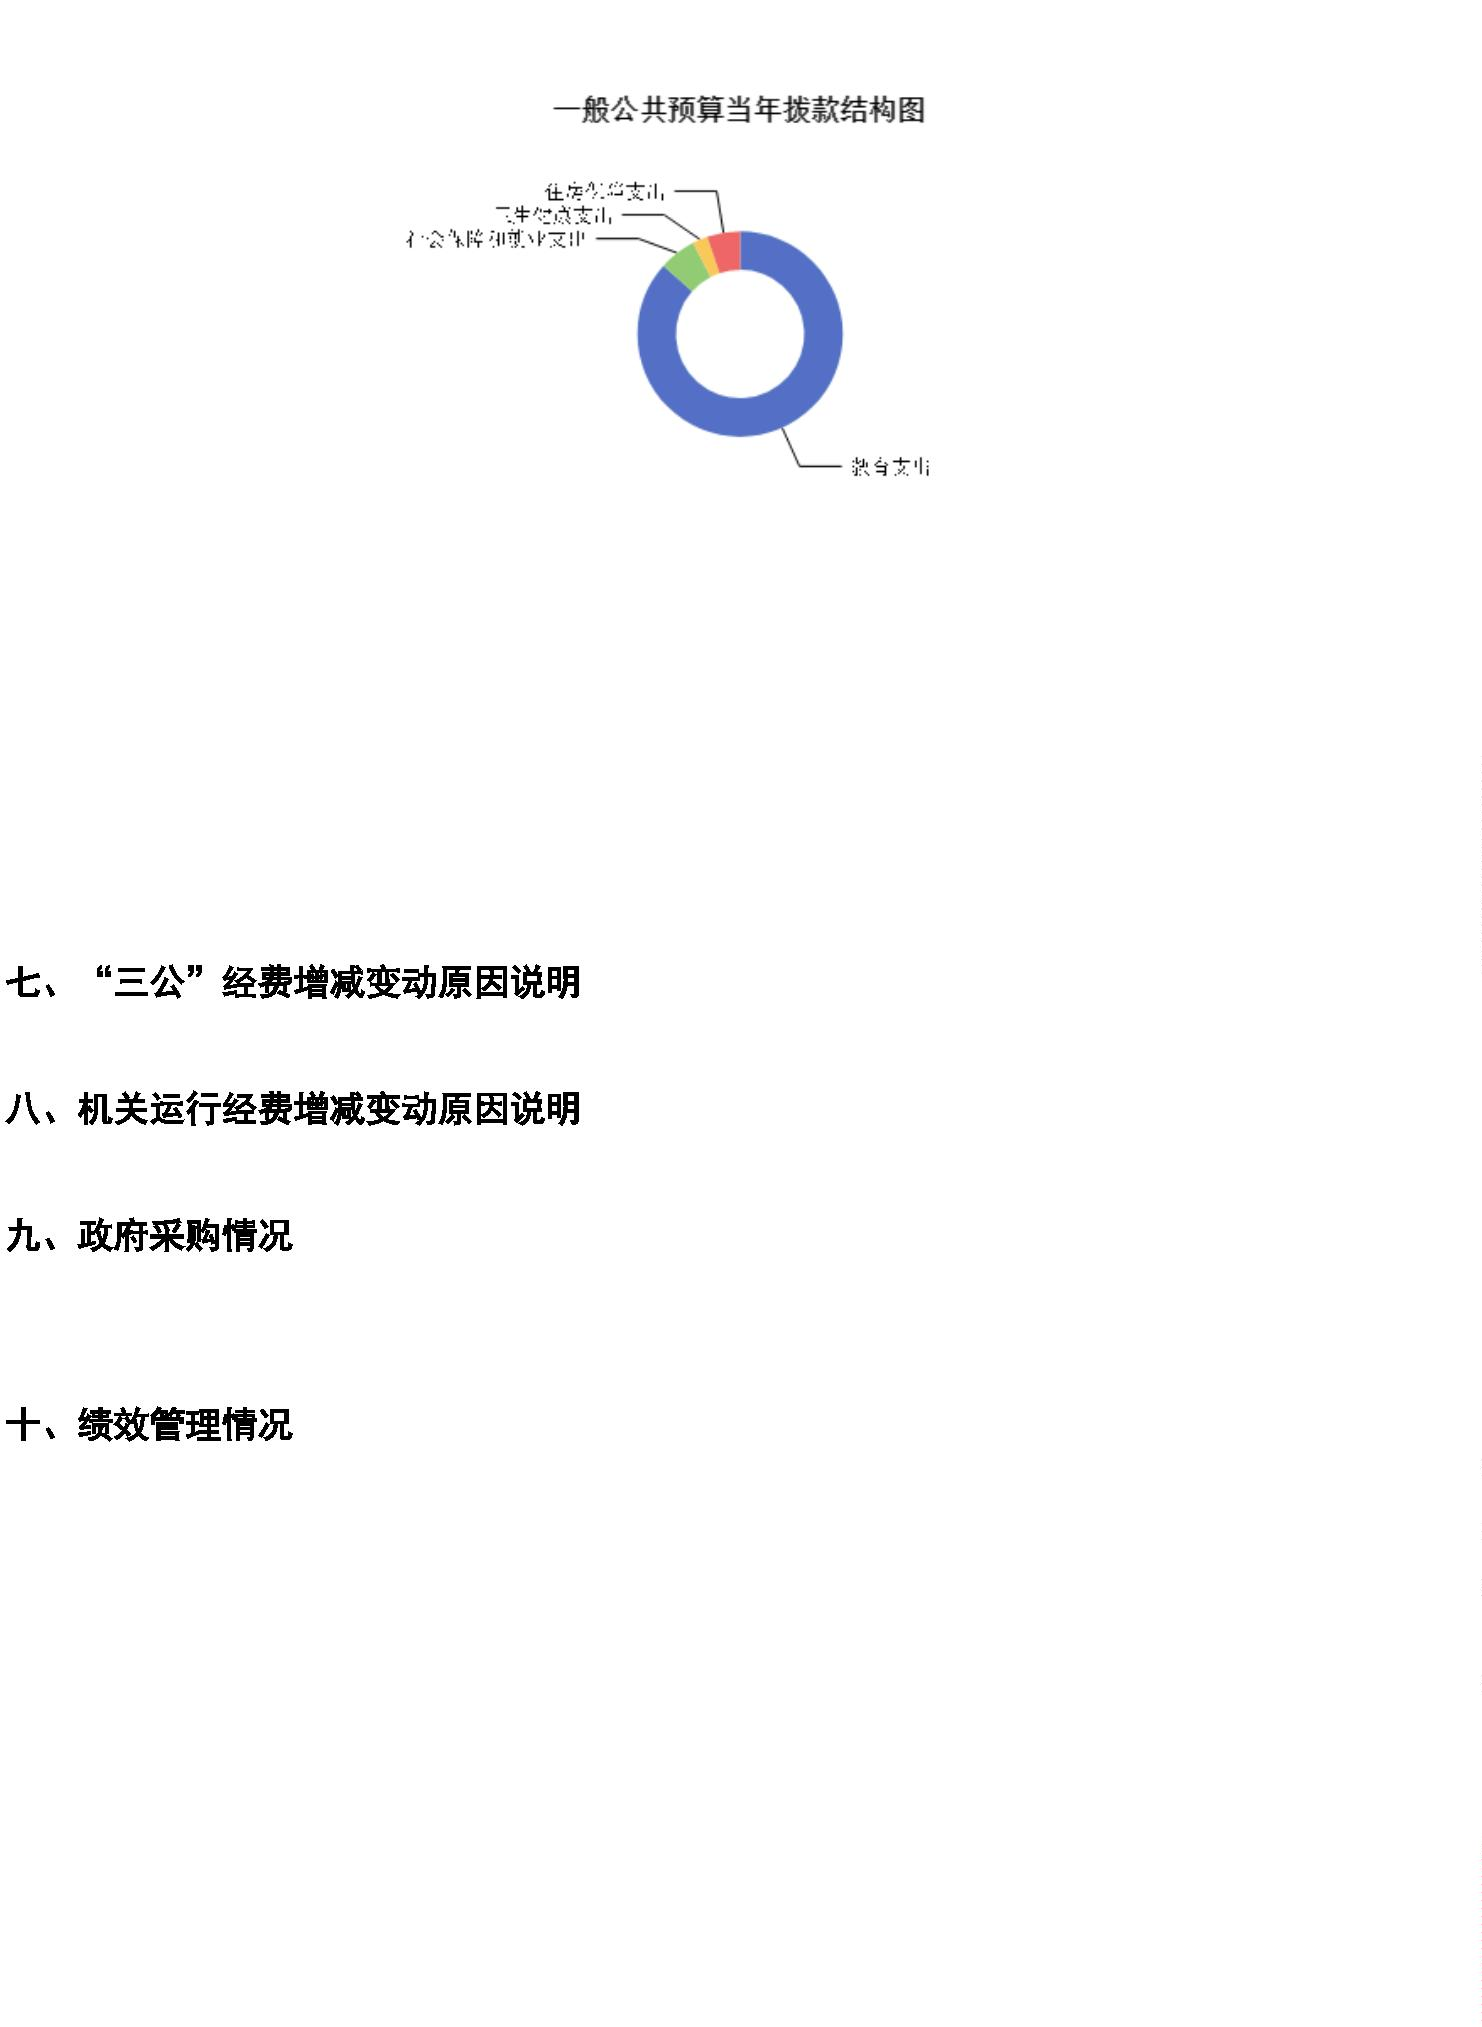 一般公共预算当年拨款结构图
住房保障支出
卫生健康支出
社会保障和就业支出
教育支出
七、“三公”经费增减变动原因说明
八、机关运行经费增减变动原因说明
九、政府采购情况
十、绩效管理情况